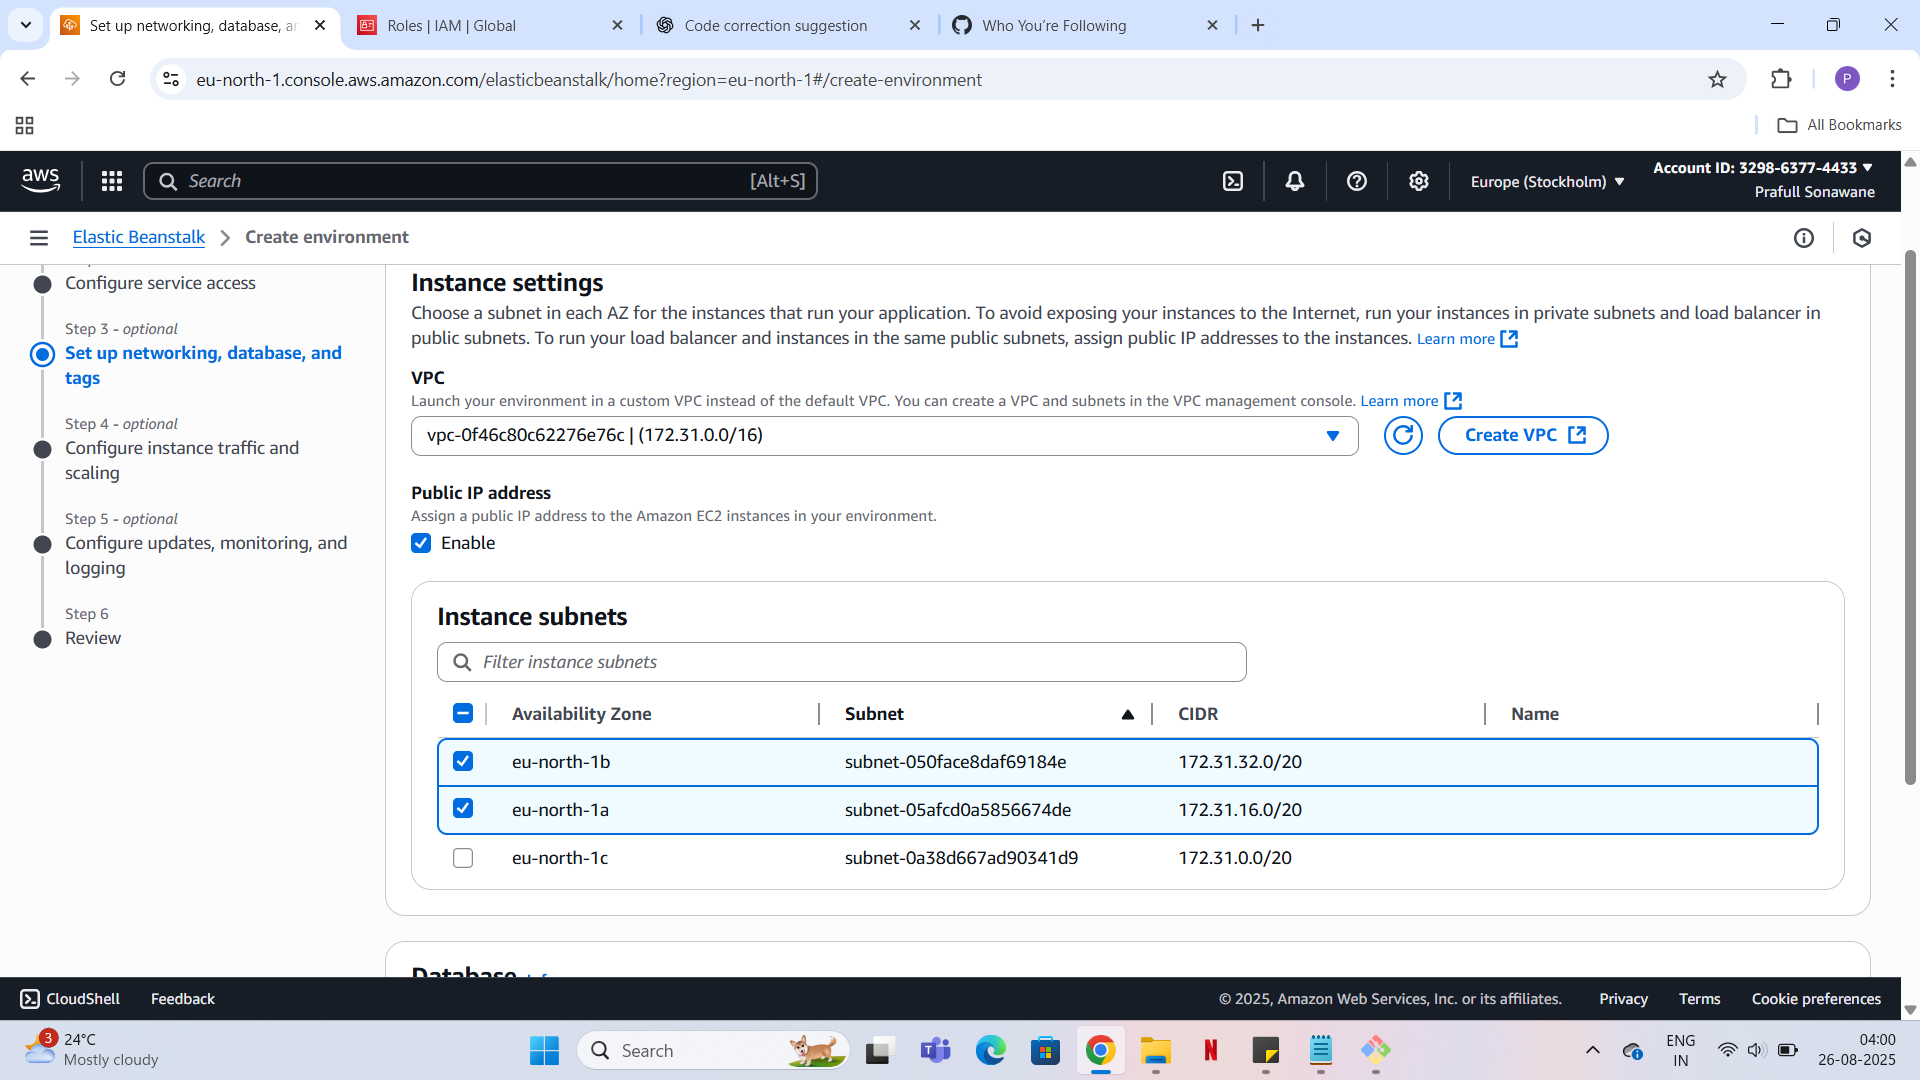 Set up networking, database, ar
Roles | IAM | Global
Code correction suggestion
Who You're Following
eu-north-1.console.aws.amazon.com/elasticbeanstalk/home?region=eu-north-1#/create-environment
P
All Bookmarks
aws
Search
[Alt+S]
Europe (Stockholm)
Account ID: 3298-6377-4433
Prafull Sonawane
Elastic Beanstalk
Create environment
Configure service access
Step 3 - optional
Set up networking, database, and
tags
Step 4 - optional
Configure instance traffic and
scaling
Step 5 - optional
Configure updates, monitoring, and
logging
Step 6
Review
Instance settings
Choose a subnet in each AZ for the instances that run your application. To avoid exposing your instances to the Internet, run your instances in private subnets and load balancer in
public subnets. To run your load balancer and instances in the same public subnets, assign public IP addresses to the instances. Learn more
VPC
Launch your environment in a custom VPC instead of the default VPC. You can create a VPC and subnets in the VPC management console. Learn more
vpc-0f46c80c62276e76c | (172.31.0.0/16)
Create VPC
Public IP address
Assign a public IP address to the Amazon EC2 instances in your environment.
Enable
Instance subnets
Filter instance subnets
Availability Zone
Subnet
CIDR
Name
eu-north-1b
subnet-050face8daf69184e
172.31.32.0/20
eu-north-1a
subnet-05afcd0a5856674de
172.31.16.0/20
eu-north-1c
subnet-0a38d667ad90341d9
172.31.0.0/20
Database
CloudShell
Feedback
© 2025, Amazon Web Services, Inc. or its affiliates.
Privacy
Terms
Cookie preferences
3
24°C
Mostly cloudy
Search
ENG
IN
04:00
26-08-2025